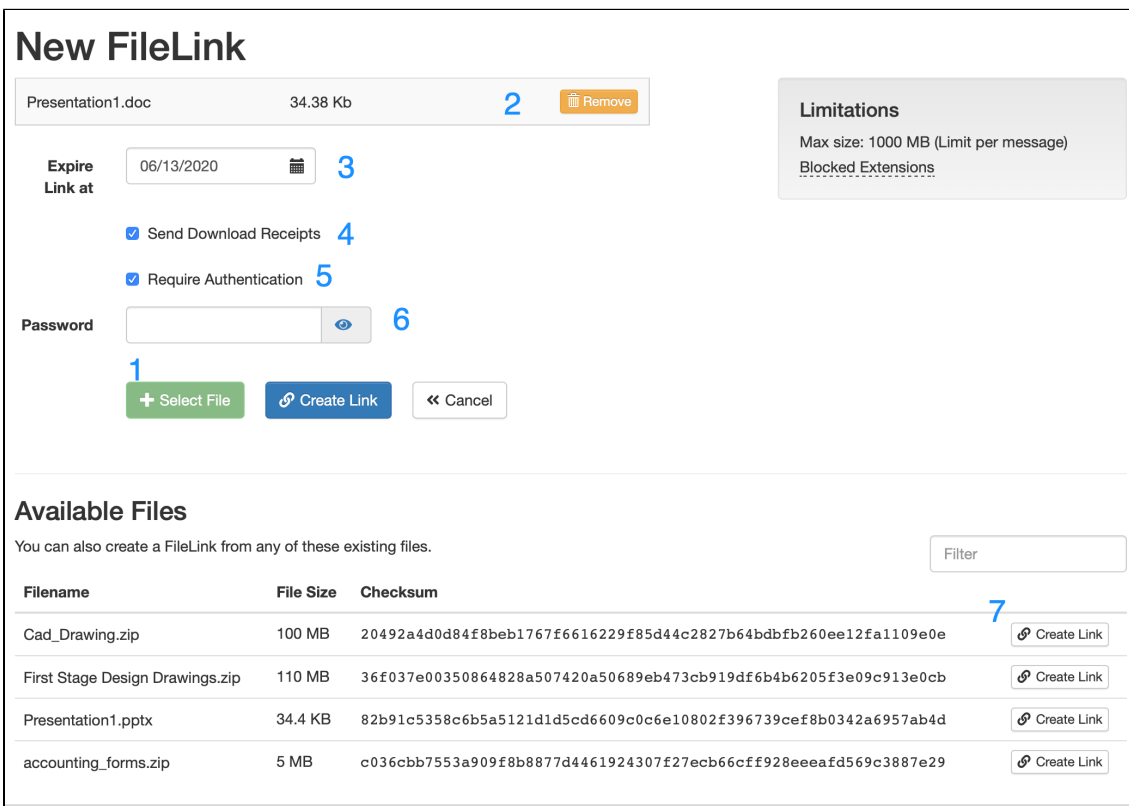 New FileLink
Presentation1.doc 34.38 Kb 2 Remove
Limitations
Max size: 1000 MB (Limit per message)
Blocked Extensions
Expire Link at 06/13/2020 3
Send Download Receipts 4
Require Authentication 5
Password 6
1
Select File Create Link Cancel
Available Files
You can also create a FileLink from any of these existing files.
Filter
Filename File Size Checksum
7
Cad_Drawing.zip 100 MB 20492a4d0d84f8beb1767f6616229f85d44c2827b64bdbfb260ee12fa1109e0e Create Link
First Stage Design Drawings.zip 110 MB 36f037e00350864828a507420a50689eb473cb919df6b4b6205f3e09c913e0cb Create Link
Presentation1.pptx 34.4 KB 82b91c5358c6b5a5121d1d5cd6609c0c6e10802f396739cef8b0342a6957ab4d Create Link
accounting_forms.zip 5 MB c036cbb7553a909f8b8877d4461924307f27ecb66cff928eeeafd569c3887e29 Create Link